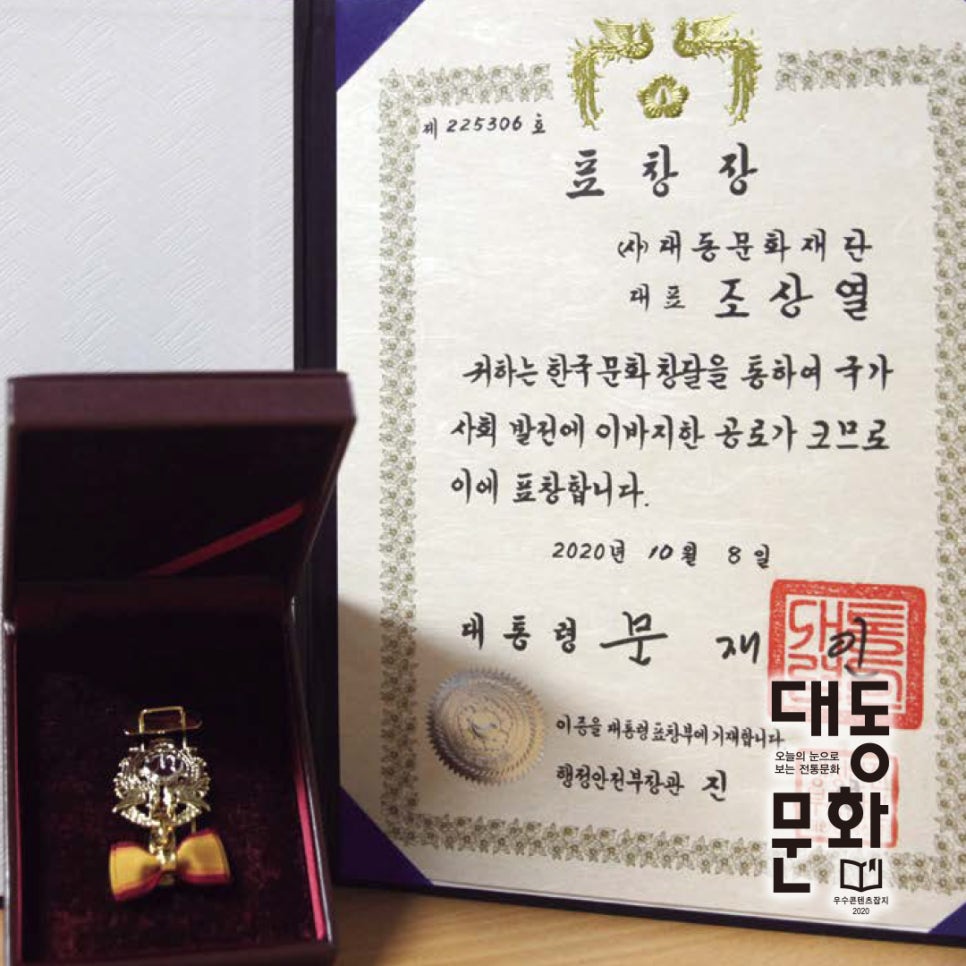 제 225306 호
표 창 장
(사) 대 동 문 화 재 단
대 표 조 상 열
귀하는 한국 문화 창달을 통하여 국가
사회 발전에 이바지한 공로가 크므로
이에 표창합니다.
2020년 10월 8일
대 통 령 문 재 인
이 증을 대통령 표창부에 기재합니다
행정안전부장관 진
대동
오늘의 눈으로
보는 전통문화
문화
우수콘텐츠잡지
2020